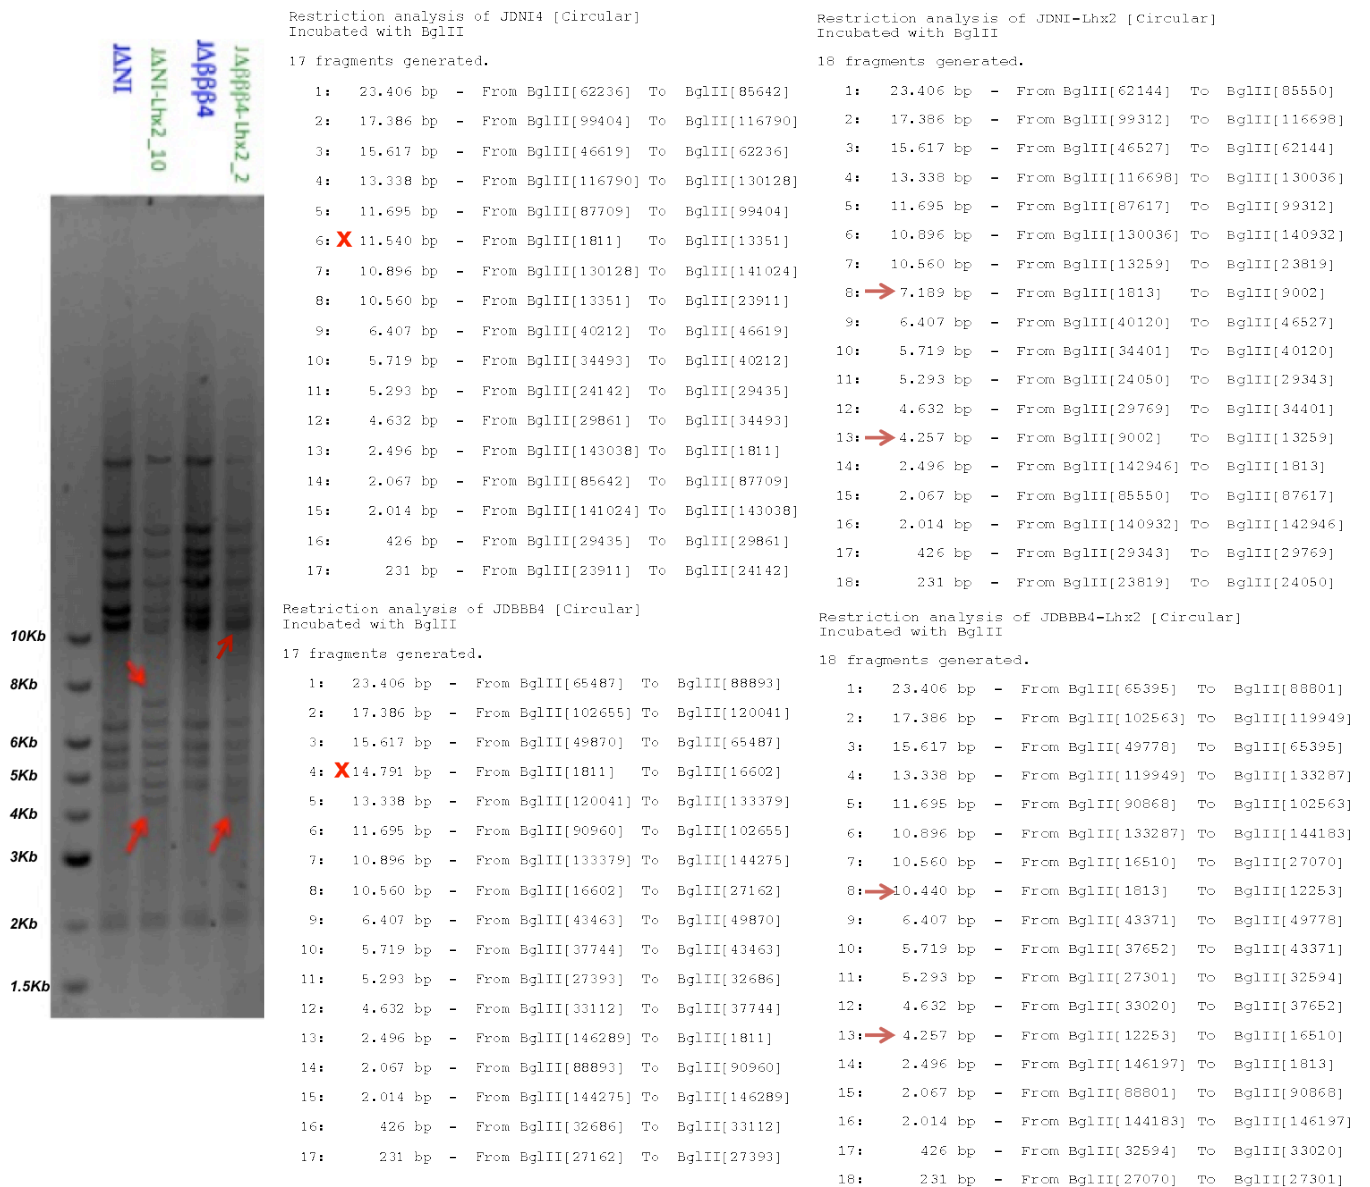 JΔNI
JΔNI-Lhx2_10
JΔβββ4
JΔβββ4-Lhx2_2
10Kb
8Kb
6Kb
5Kb
4Kb
3Kb
2Kb
1.5Kb
Restriction analysis of JDNI4 [Circular]
Incubated with BglII
17 fragments generated.
1: 23.406 bp - From BglII[62236] To BglII[85642]
2: 17.386 bp - From BglII[99404] To BglII[116790]
3: 15.617 bp - From BglII[46619] To BglII[62236]
4: 13.338 bp - From BglII[116790] To BglII[130128]
5: 11.695 bp - From BglII[87709] To BglII[99404]
6: X 11.540 bp - From BglII[1811] To BglII[13351]
7: 10.896 bp - From BglII[130128] To BglII[141024]
8: 10.560 bp - From BglII[13351] To BglII[23911]
9: 6.407 bp - From BglII[40212] To BglII[46619]
10: 5.719 bp - From BglII[34493] To BglII[40212]
11: 5.293 bp - From BglII[24142] To BglII[29435]
12: 4.632 bp - From BglII[29861] To BglII[34493]
13: 2.496 bp - From BglII[143038] To BglII[1811]
14: 2.067 bp - From BglII[85642] To BglII[87709]
15: 2.014 bp - From BglII[141024] To BglII[143038]
16: 426 bp - From BglII[29435] To BglII[29861]
17: 231 bp - From BglII[23911] To BglII[24142]
Restriction analysis of JDNI-Lhx2 [Circular]
Incubated with BglII
18 fragments generated.
1: 23.406 bp - From BglII[62144] To BglII[85550]
2: 17.386 bp - From BglII[99312] To BglII[116698]
3: 15.617 bp - From BglII[46527] To BglII[62144]
4: 13.338 bp - From BglII[116698] To BglII[130036]
5: 11.695 bp - From BglII[87617] To BglII[99312]
6: 10.896 bp - From BglII[130036] To BglII[140932]
7: 10.560 bp - From BglII[13259] To BglII[23819]
8: 7.189 bp - From BglII[1813] To BglII[9002]
9: 6.407 bp - From BglII[40120] To BglII[46527]
10: 5.719 bp - From BglII[34401] To BglII[40120]
11: 5.293 bp - From BglII[24050] To BglII[29343]
12: 4.632 bp - From BglII[29769] To BglII[34401]
13: 4.257 bp - From BglII[9002] To BglII[13259]
14: 2.496 bp - From BglII[142946] To BglII[1813]
15: 2.067 bp - From BglII[85550] To BglII[87617]
16: 2.014 bp - From BglII[140932] To BglII[142946]
17: 426 bp - From BglII[29343] To BglII[29769]
18: 231 bp - From BglII[23819] To BglII[24050]
Restriction analysis of JDBBB4 [Circular]
Incubated with BglII
17 fragments generated.
1: 23.406 bp - From BglII[65487] To BglII[88893]
2: 17.386 bp - From BglII[102655] To BglII[120041]
3: 15.617 bp - From BglII[49870] To BglII[65487]
4: X 14.791 bp - From BglII[1811] To BglII[16602]
5: 13.338 bp - From BglII[120041] To BglII[133379]
6: 11.695 bp - From BglII[90960] To BglII[102655]
7: 10.896 bp - From BglII[133379] To BglII[144275]
8: 10.560 bp - From BglII[16602] To BglII[27162]
9: 6.407 bp - From BglII[43463] To BglII[49870]
10: 5.719 bp - From BglII[37744] To BglII[43463]
11: 5.293 bp - From BglII[27393] To BglII[32686]
12: 4.632 bp - From BglII[33112] To BglII[37744]
13: 2.496 bp - From BglII[146289] To BglII[1811]
14: 2.067 bp - From BglII[88893] To BglII[90960]
15: 2.014 bp - From BglII[144275] To BglII[146289]
16: 426 bp - From BglII[32686] To BglII[33112]
17: 231 bp - From BglII[27162] To BglII[27393]
Restriction analysis of JDBBB4-Lhx2 [Circular]
Incubated with BglII
18 fragments generated.
1: 23.406 bp - From BglII[65395] To BglII[88801]
2: 17.386 bp - From BglII[102563] To BglII[119949]
3: 15.617 bp - From BglII[49778] To BglII[65395]
4: 13.338 bp - From BglII[119949] To BglII[133287]
5: 11.695 bp - From BglII[90868] To BglII[102563]
6: 10.896 bp - From BglII[133287] To BglII[144183]
7: 10.560 bp - From BglII[16510] To BglII[27070]
8: 10.440 bp - From BglII[1813] To BglII[12253]
9: 6.407 bp - From BglII[43371] To BglII[49778]
10: 5.719 bp - From BglII[37652] To BglII[43371]
11: 5.293 bp - From BglII[27301] To BglII[32594]
12: 4.632 bp - From BglII[33020] To BglII[37652]
13: 4.257 bp - From BglII[12253] To BglII[16510]
14: 2.496 bp - From BglII[146197] To BglII[1813]
15: 2.067 bp - From BglII[88801] To BglII[90868]
16: 2.014 bp - From BglII[144183] To BglII[146197]
17: 426 bp - From BglII[32594] To BglII[33020]
18: 231 bp - From BglII[27070] To BglII[27301]